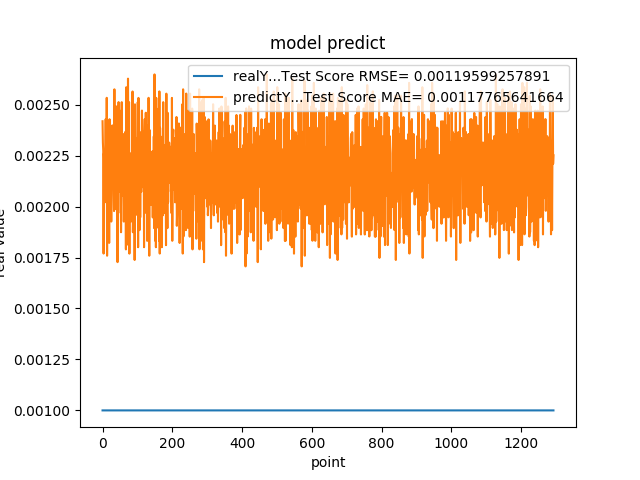 model predict
realY...Test Score RMSE= 0.00119599257891
predictY...Test Score MAE= 0.00117765641664
0.00250
0.00225
0.00200
0.00175
0.00150
0.00125
0.00100
real value
0
200
400
600
800
1000
1200
point